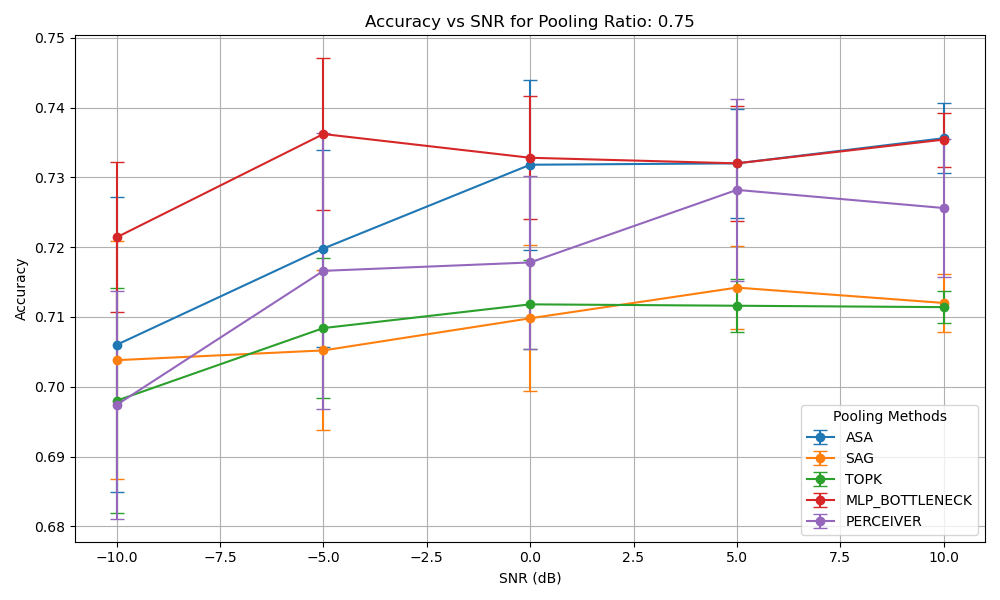 Accuracy vs SNR for Pooling Ratio: 0.75
0.75
0.74
0.73
0.72
0.71
0.70
0.69
0.68
Accuracy
−10.0
−7.5
−5.0
−2.5
0.0
2.5
5.0
7.5
10.0
SNR (dB)
Pooling Methods
ASA
SAG
TOPK
MLP_BOTTLENECK
PERCEIVER